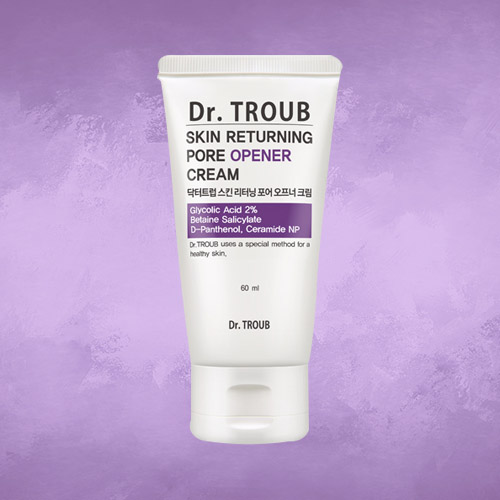 Dr. TROUB
SKIN RETURNING
PORE OPENER
CREAM
닥터트럽 스킨 리터닝 포어 오프너 크림
Glycolic Acid 2%
Betaine Salicylate
D-Panthenol, Ceramide NP
Dr.TROUB uses a special method for a
healthy skin.
60 ml
Dr. TROUB